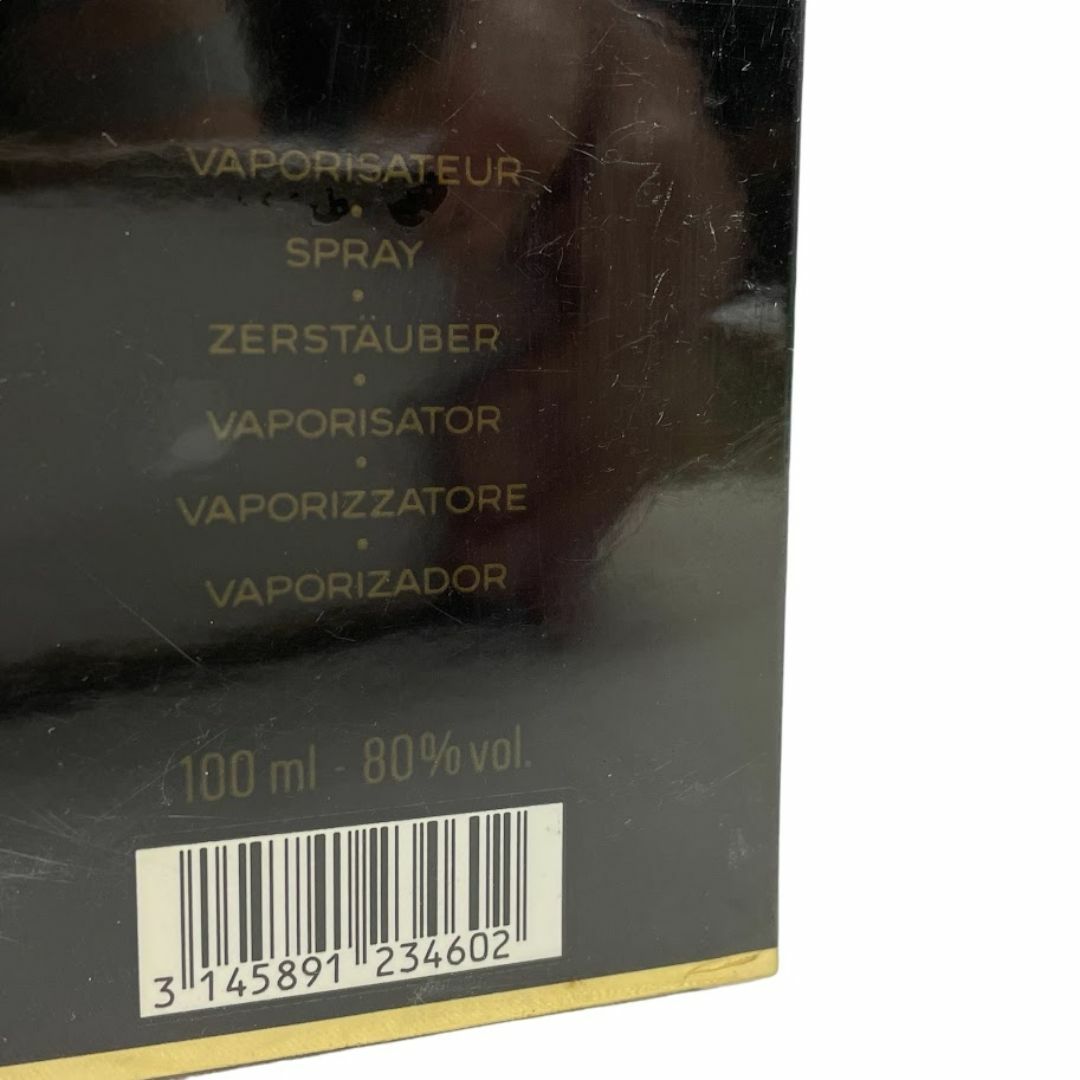 VAPORISATEUR
•
SPRAY
•
ZERSTÄUBER
•
VAPORISATOR
•
VAPORIZZATORE
•
VAPORIZADOR
100 ml - 80% vol.
3 145891 234602